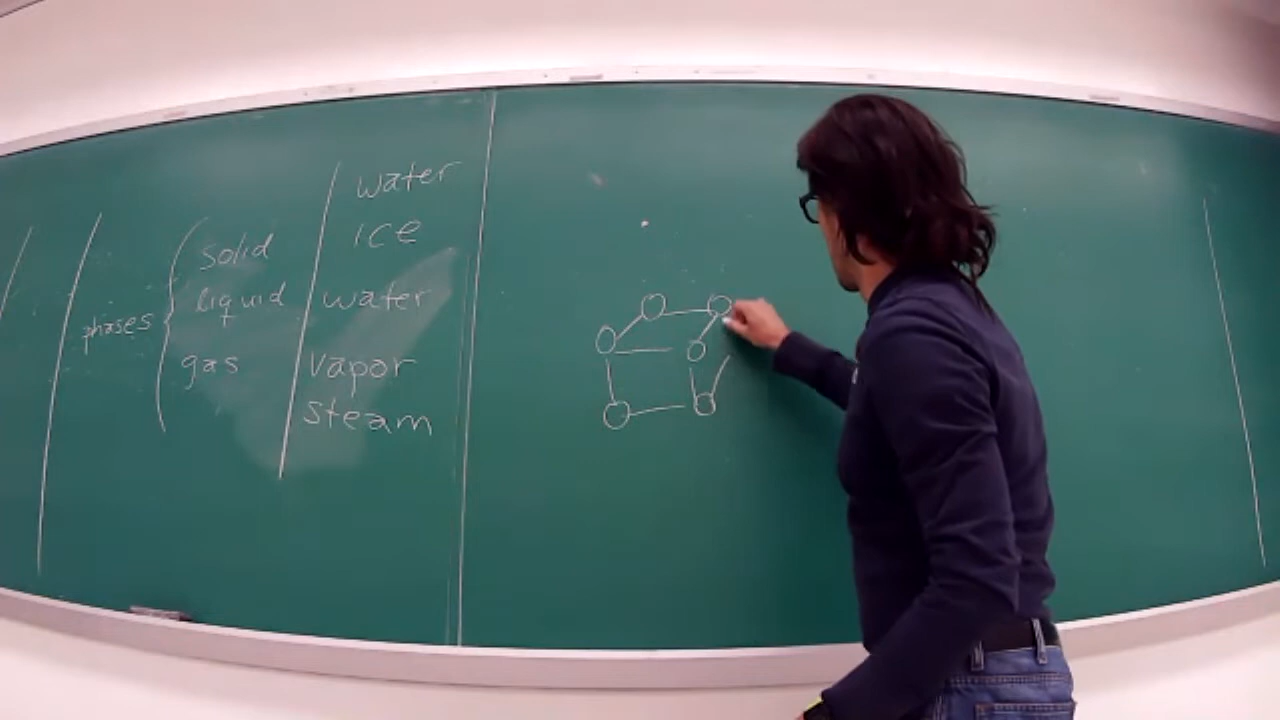 phases
solid
liquid
gas
water
ice
water
vapor
steam